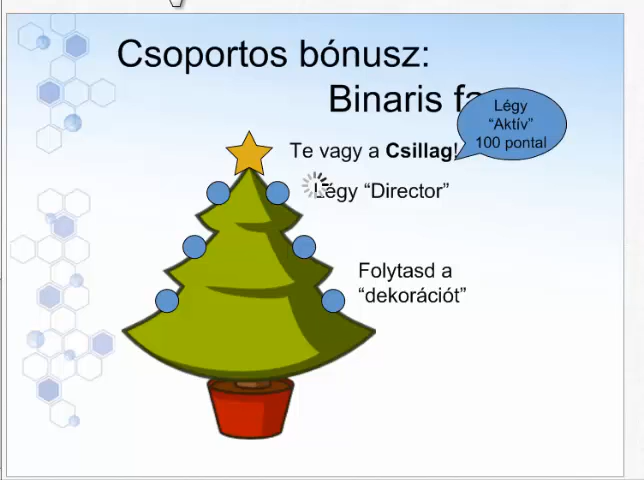 Csoportos bónusz:
Binaris fa
Légy
“Aktív”
100 pontal
Te vagy a Csillag!
Légy “Director”
Folytasd a
“dekorációt”